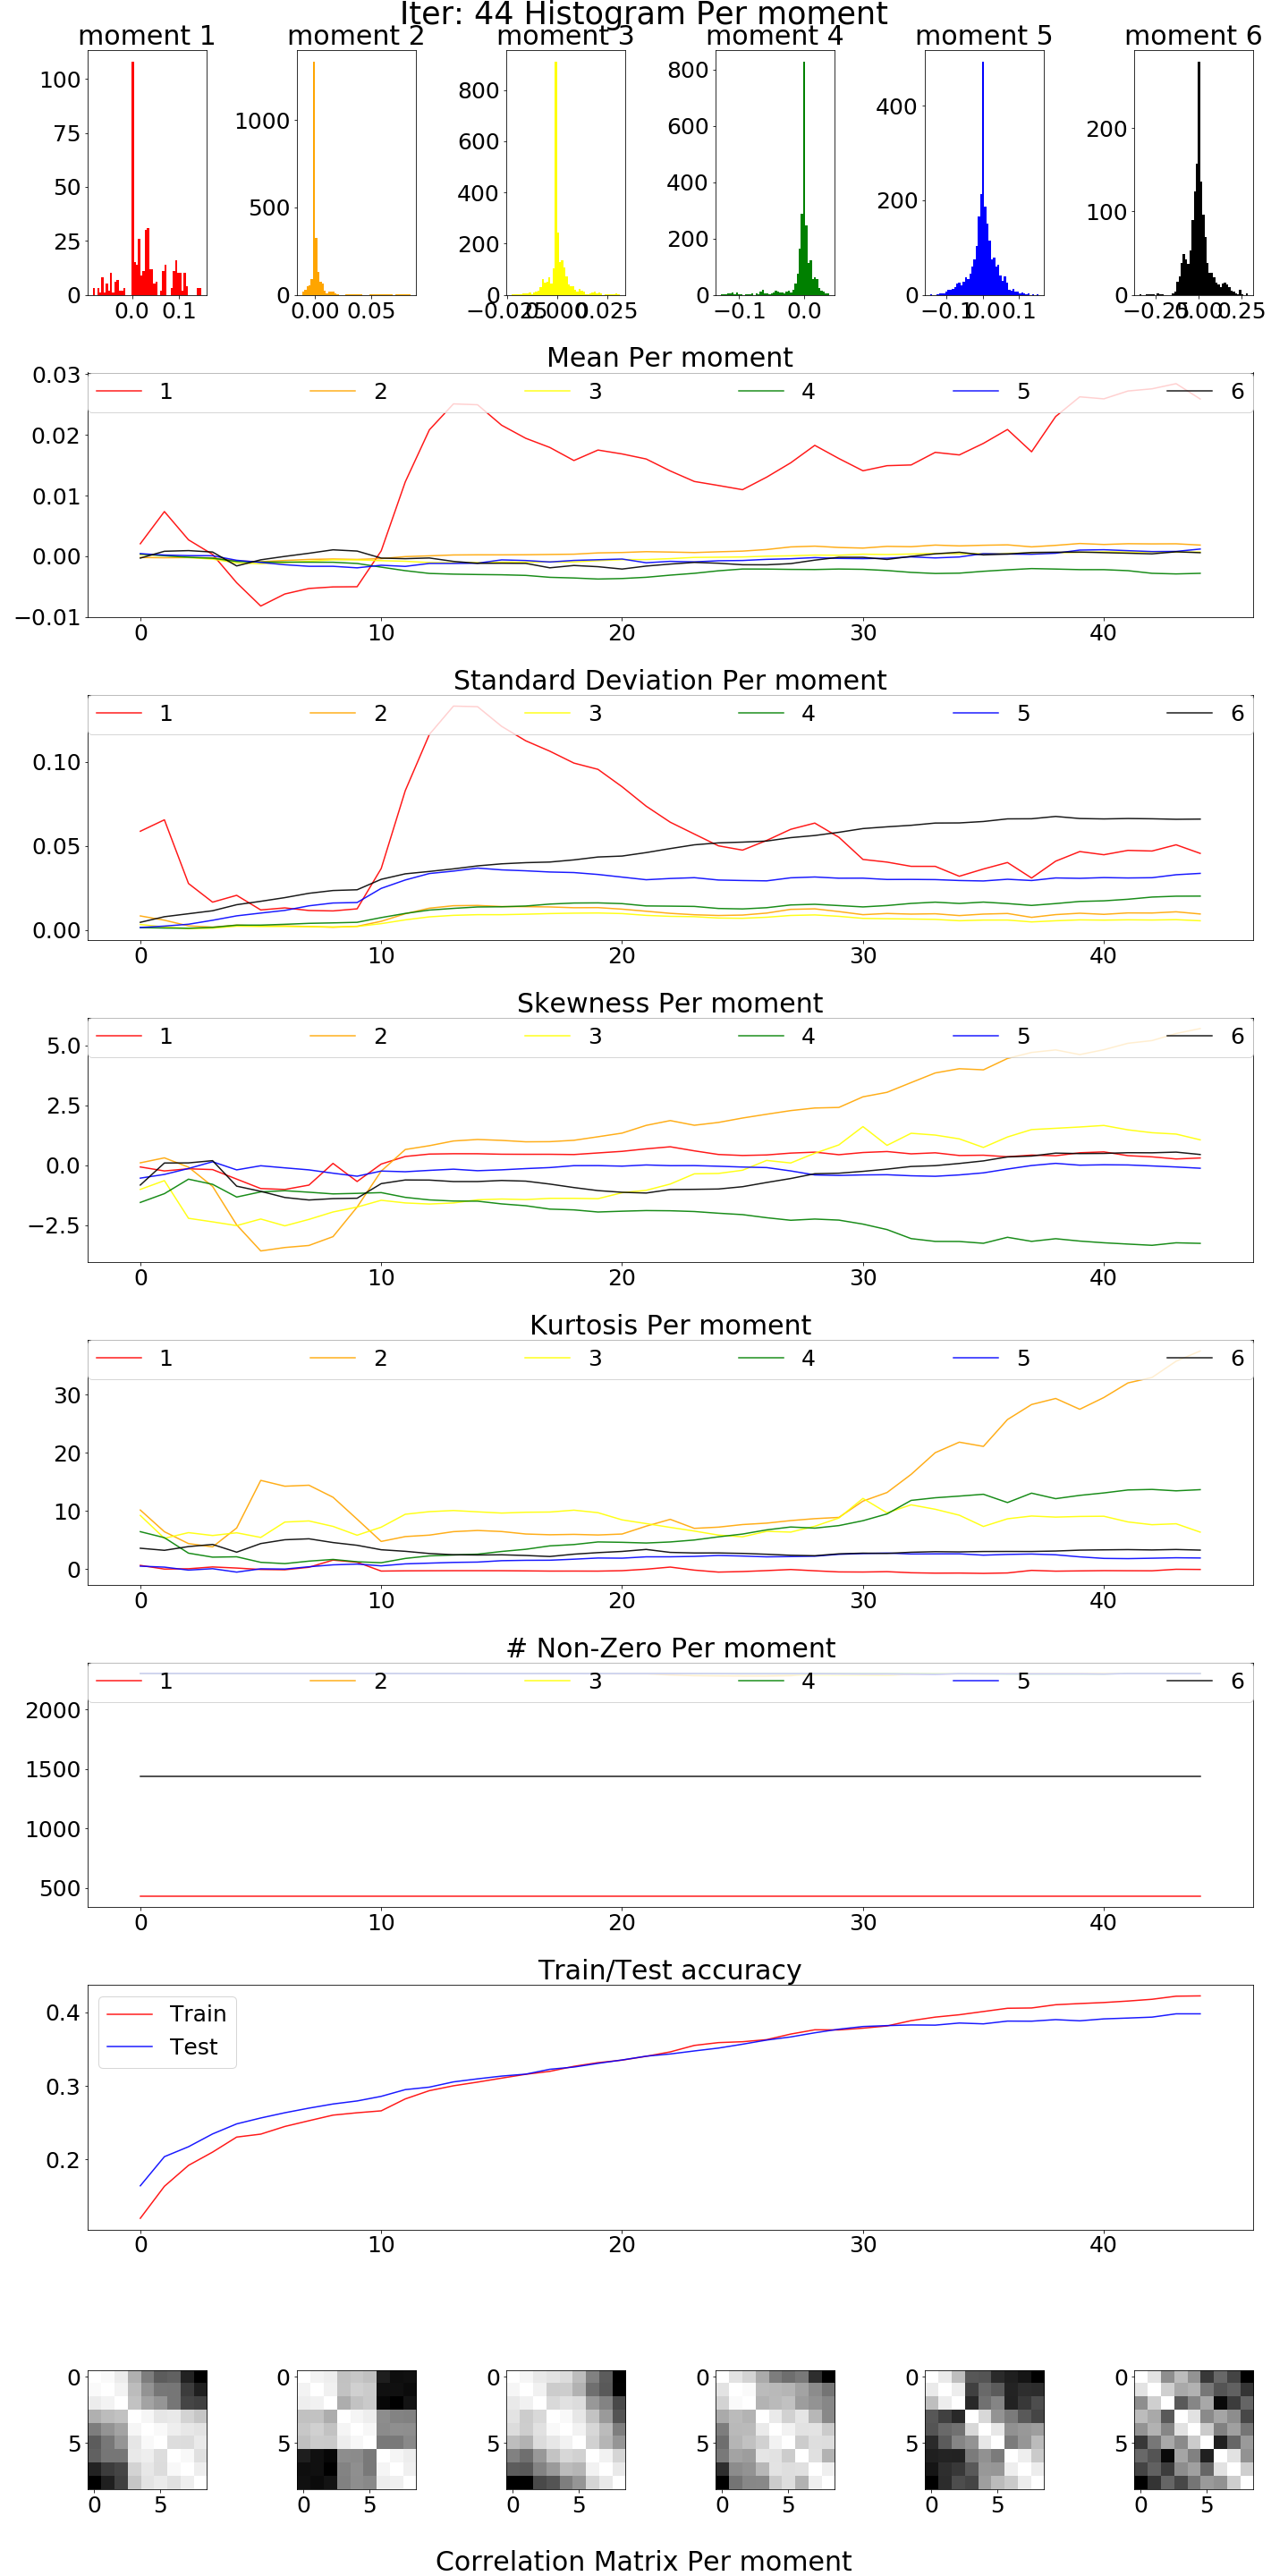 Iter: 44 Histogram Per moment
moment 1 moment 2 moment 3 moment 4 moment 5 moment 6
100 75 50 25 0
0.0 0.1
1000 500 0
0.00 0.05
800 600 400 200 0
−0.025 0.000 0.025
800 600 400 200 0
−0.1 0.0
400 200 0
−0.1 0.0 0.1
200 100 0
−0.25 0.00 0.25
Mean Per moment
1 2 3 4 5 6
0.03
0.02
0.01
0.00
−0.01
0 10 20 30 40
Standard Deviation Per moment
1 2 3 4 5 6
0.10
0.05
0.00
0 10 20 30 40
Skewness Per moment
1 2 3 4 5 6
5.0
2.5
0.0
−2.5
0 10 20 30 40
Kurtosis Per moment
1 2 3 4 5 6
30
20
10
0
0 10 20 30 40
# Non-Zero Per moment
1 2 3 4 5 6
2000
1500
1000
500
0 10 20 30 40
Train/Test accuracy
Train
Test
0.4
0.3
0.2
0 10 20 30 40
0 0 0 0 0 0
5 5 5 5 5 5
0 5 0 5 0 5 0 5 0 5 0 5
Correlation Matrix Per moment